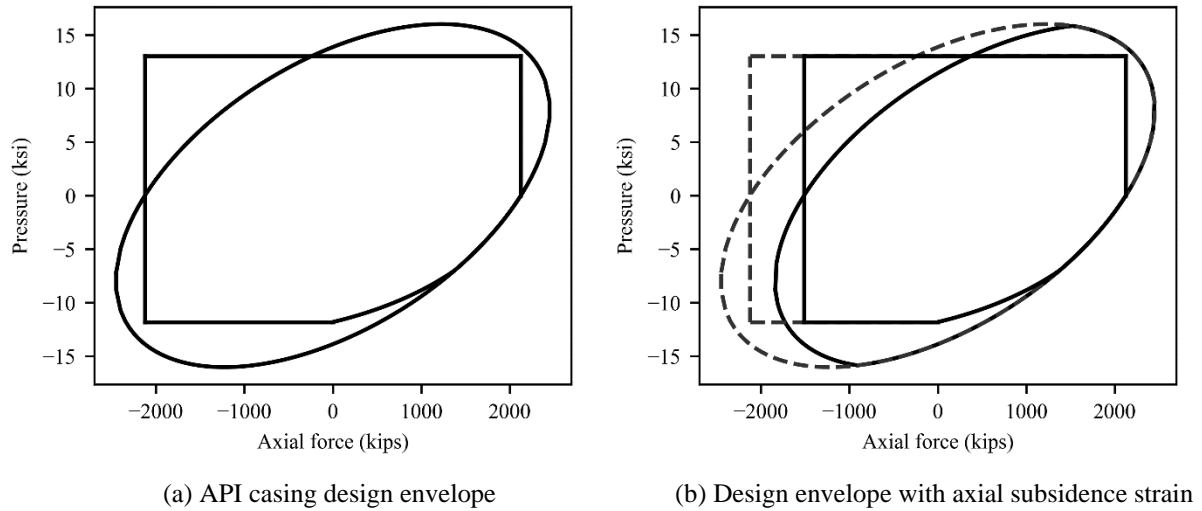 15
10
5
0
−5
−10
−15
Pressure (ksi)
−2000 −1000 0 1000 2000
Axial force (kips)
(a) API casing design envelope
15
10
5
0
−5
−10
−15
Pressure (ksi)
−2000 −1000 0 1000 2000
Axial force (kips)
(b) Design envelope with axial subsidence strain